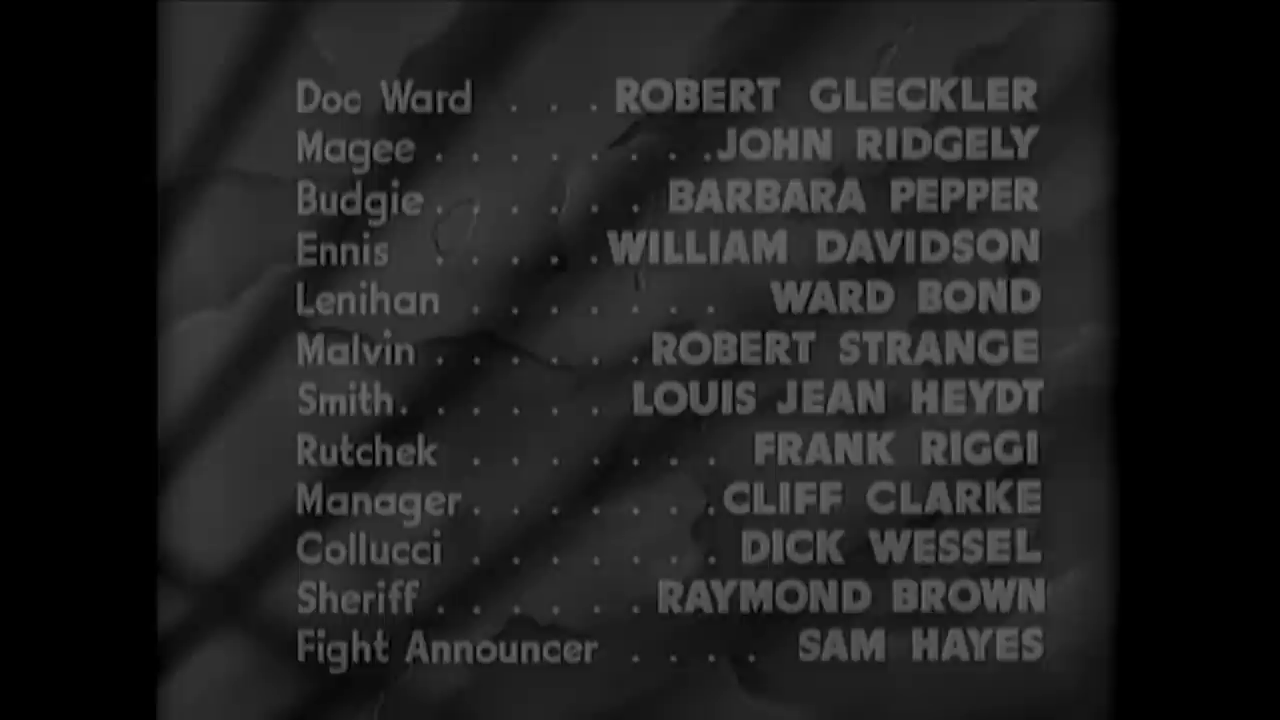 Doc Ward . . . ROBERT GLECKLER
Magee . . . . . . . . JOHN RIDGELY
Budgie . . . . . . BARBARA PEPPER
Ennis . . . . . WILLIAM DAVIDSON
Lenihan . . . . . . . WARD BOND
Malvin . . . . . . ROBERT STRANGE
Smith . . . . . . LOUIS JEAN HEYDT
Rutchek . . . . . . . FRANK RIGGI
Manager . . . . . . . CLIFF CLARKE
Collucci . . . . . . . DICK WESSEL
Sheriff . . . . . . RAYMOND BROWN
Fight Announcer . . . . SAM HAYES